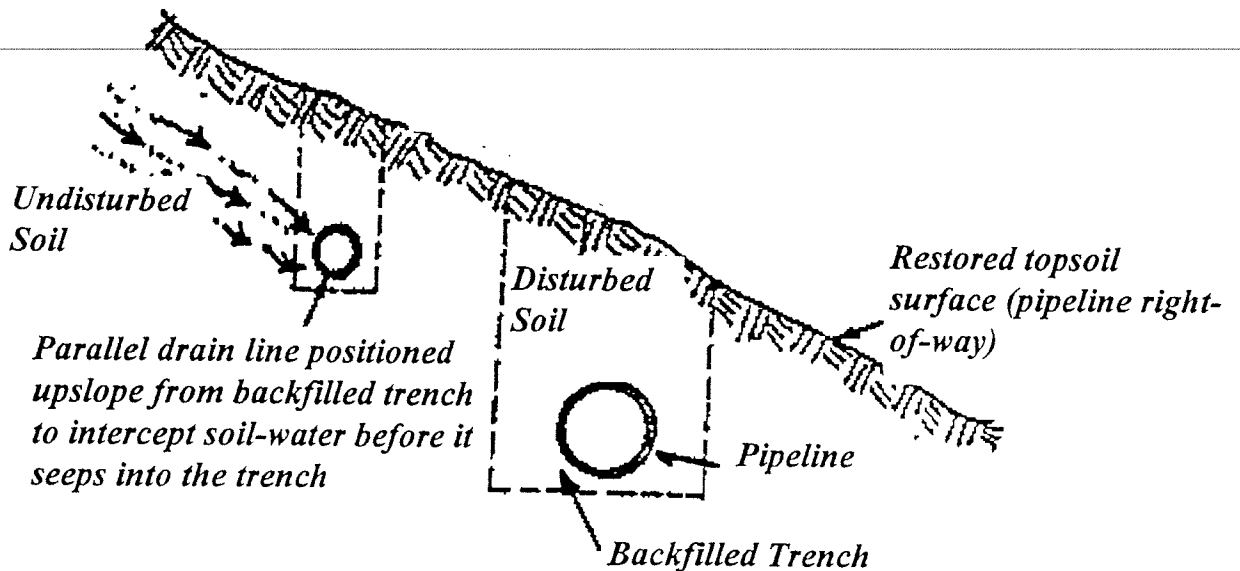 Undisturbed
Soil
Disturbed
Soil
Restored topsoil
surface (pipeline right-
of-way)
Parallel drain line positioned
upslope from backfilled trench
to intercept soil-water before it
seeps into the trench
Pipeline
Backfilled Trench